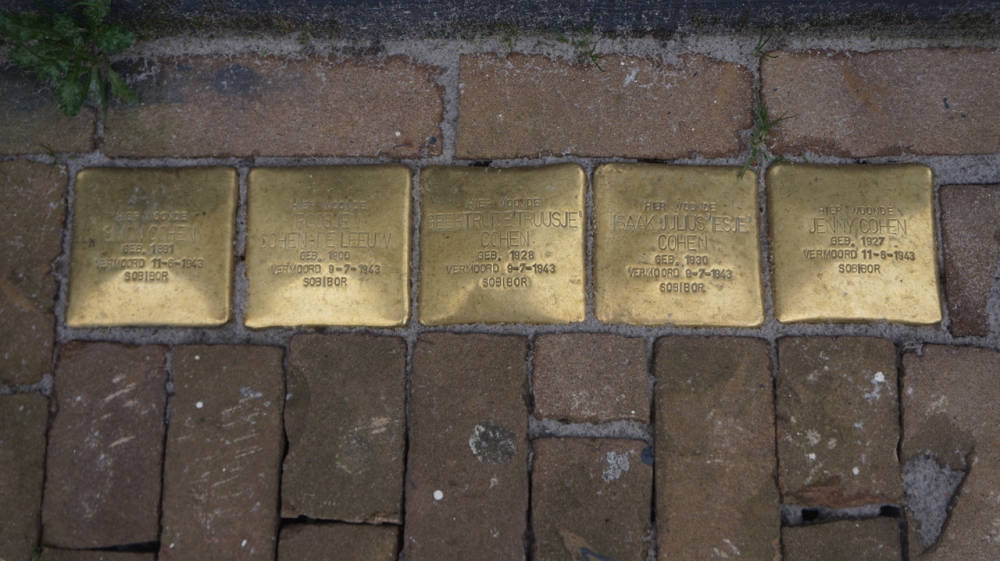 HIER WOONDE
COHEN
GEB. 1891
VERMOORD 11-6-1943
SOBIBOR
HIER WOONDE
COHEN-DE LEEUW
GEB. 1900
VERMOORD 9-7-1943
SOBIBOR
HIER WOONDE
'TRUUSJE'
COHEN
GEB. 1928
VERMOORD 9-7-1943
SOBIBOR
HIER WOONDE
ISAAK JULIUS 'ESJE'
COHEN
GEB. 1930
VERMOORD 9-7-1943
SOBIBOR
HIER WOONDE
JENNY COHEN
GEB. 1927
VERMOORD 11-6-1943
SOBIBOR